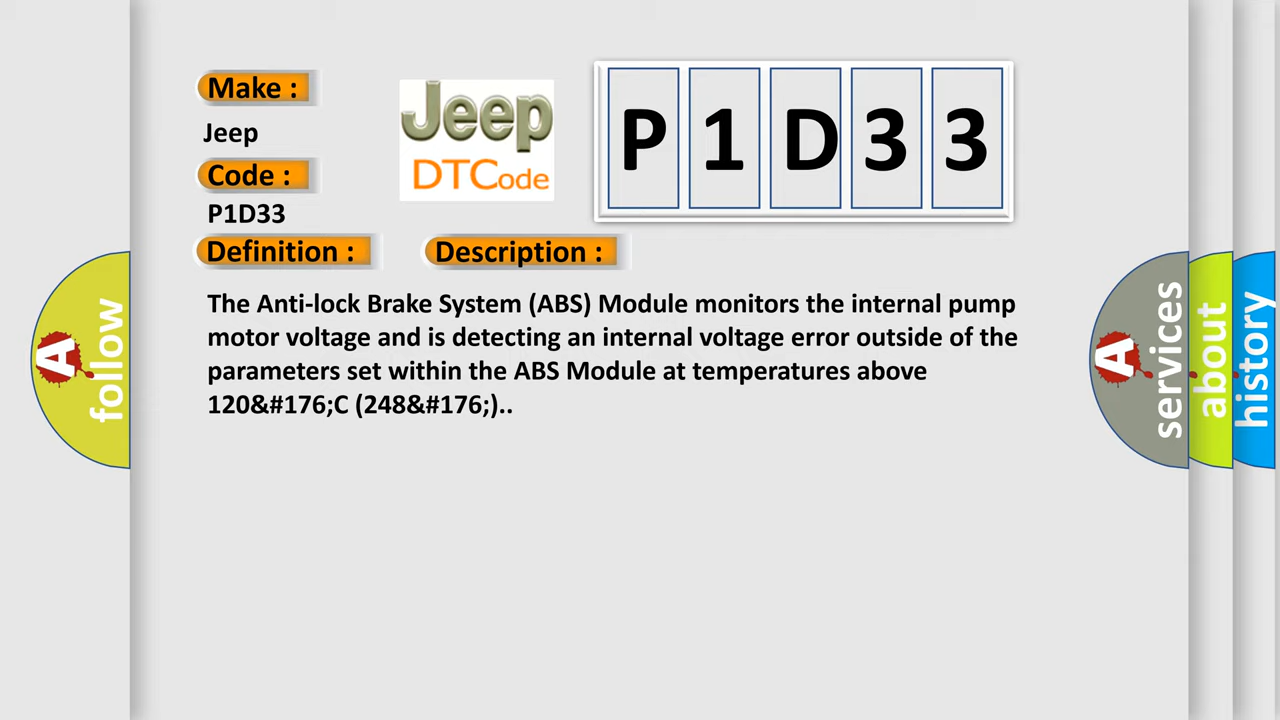 Make :
Jeep
Code :
P1D33
Definition :
Description :
The Anti-lock Brake System (ABS) Module monitors the internal pump
motor voltage and is detecting an internal voltage error outside of the
parameters set within the ABS Module at temperatures above
120&#176;C (248&#176;)..
Jeep
DTCode
P 1 D 3 3
A follow
A services
about
history